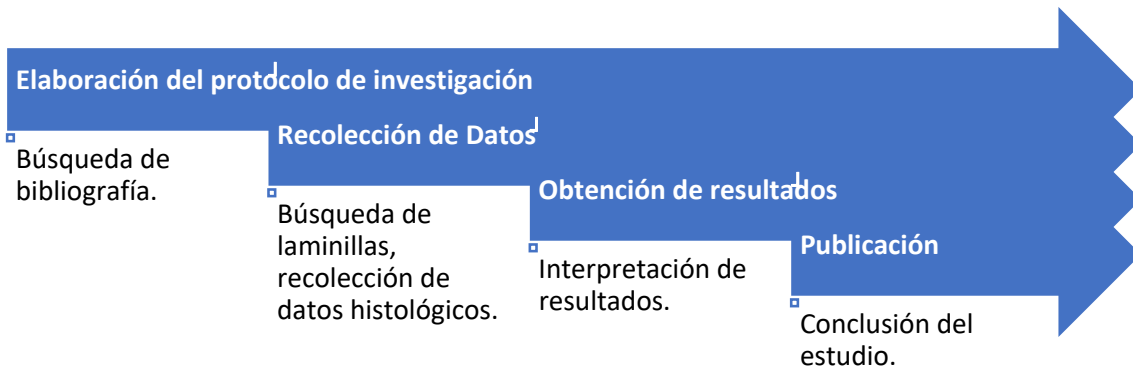 Elaboración del protocolo de investigación
Búsqueda de
bibliografía.
Recolección de Datos
Búsqueda de
laminillas,
recolección de
datos histológicos.
Obtención de resultados
Interpretación de
resultados.
Publicación
Conclusión del
estudio.